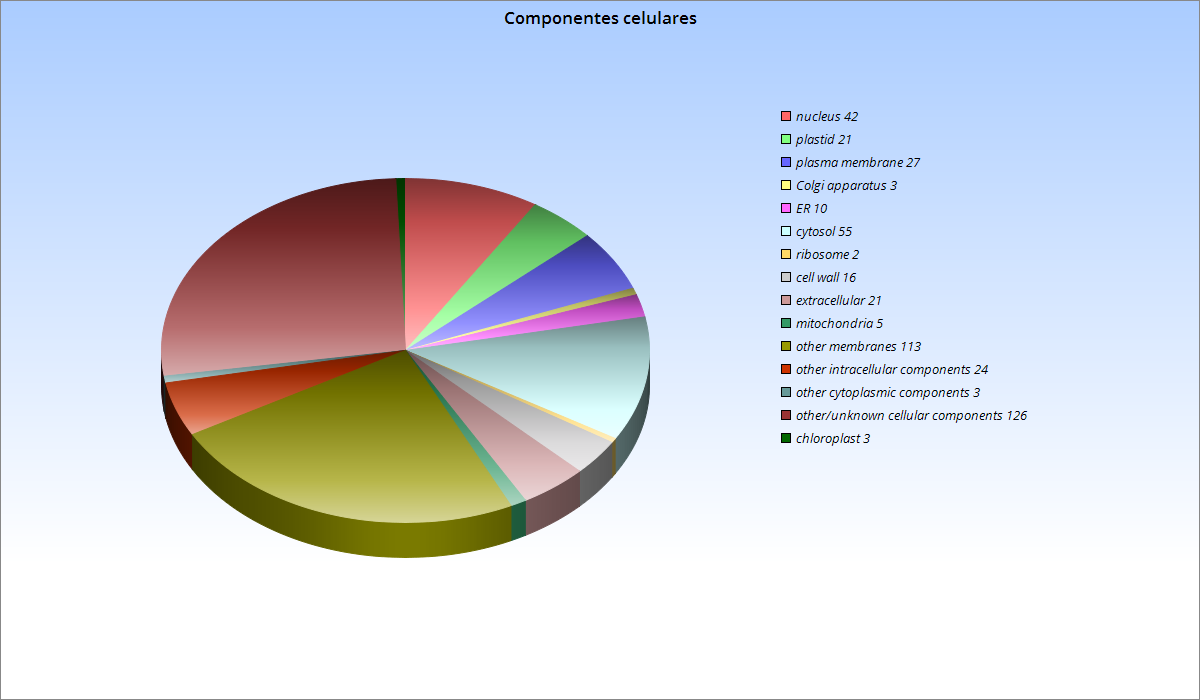 Componentes celulares
nucleus 42
plastid 21
plasma membrane 27
Colgi apparatus 3
ER 10
cytosol 55
ribosome 2
cell wall 16
extracellular 21
mitochondria 5
other membranes 113
other intracellular components 24
other cytoplasmic components 3
other/unknown cellular components 126
chloroplast 3